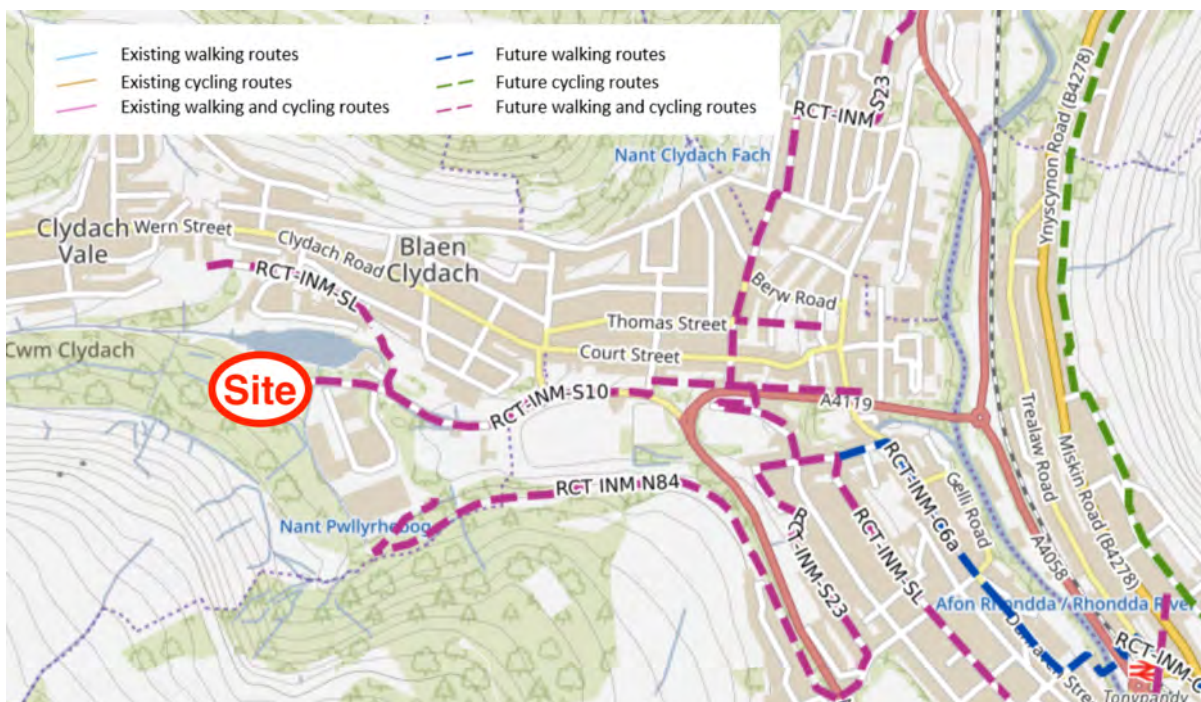 Existing walking routes
Existing cycling routes
Existing walking and cycling routes
Future walking routes
Future cycling routes
Future walking and cycling routes
RCT-INM-S23
Ynyscynon Road (B4278)
Nant Clydach Fach
Clydach
Vale
Wern Street
Clydach Road
Blaen
Clydach
RCT-INM-SL
Berw Road
Thomas Street
Court Street
Cwm Clydach
Site
RCT-INM-S10
A4119
Trealaw Road
Miskin Road (B4278)
RCT-INM-C6a
Gelli Road
A4058
RCT INM N84
Nant Pwllyrhebog
RCT-INM-S23
RCT-INM-SL
Afon Rhondda / Rhondda River
RCT-INM-
Tonypandy